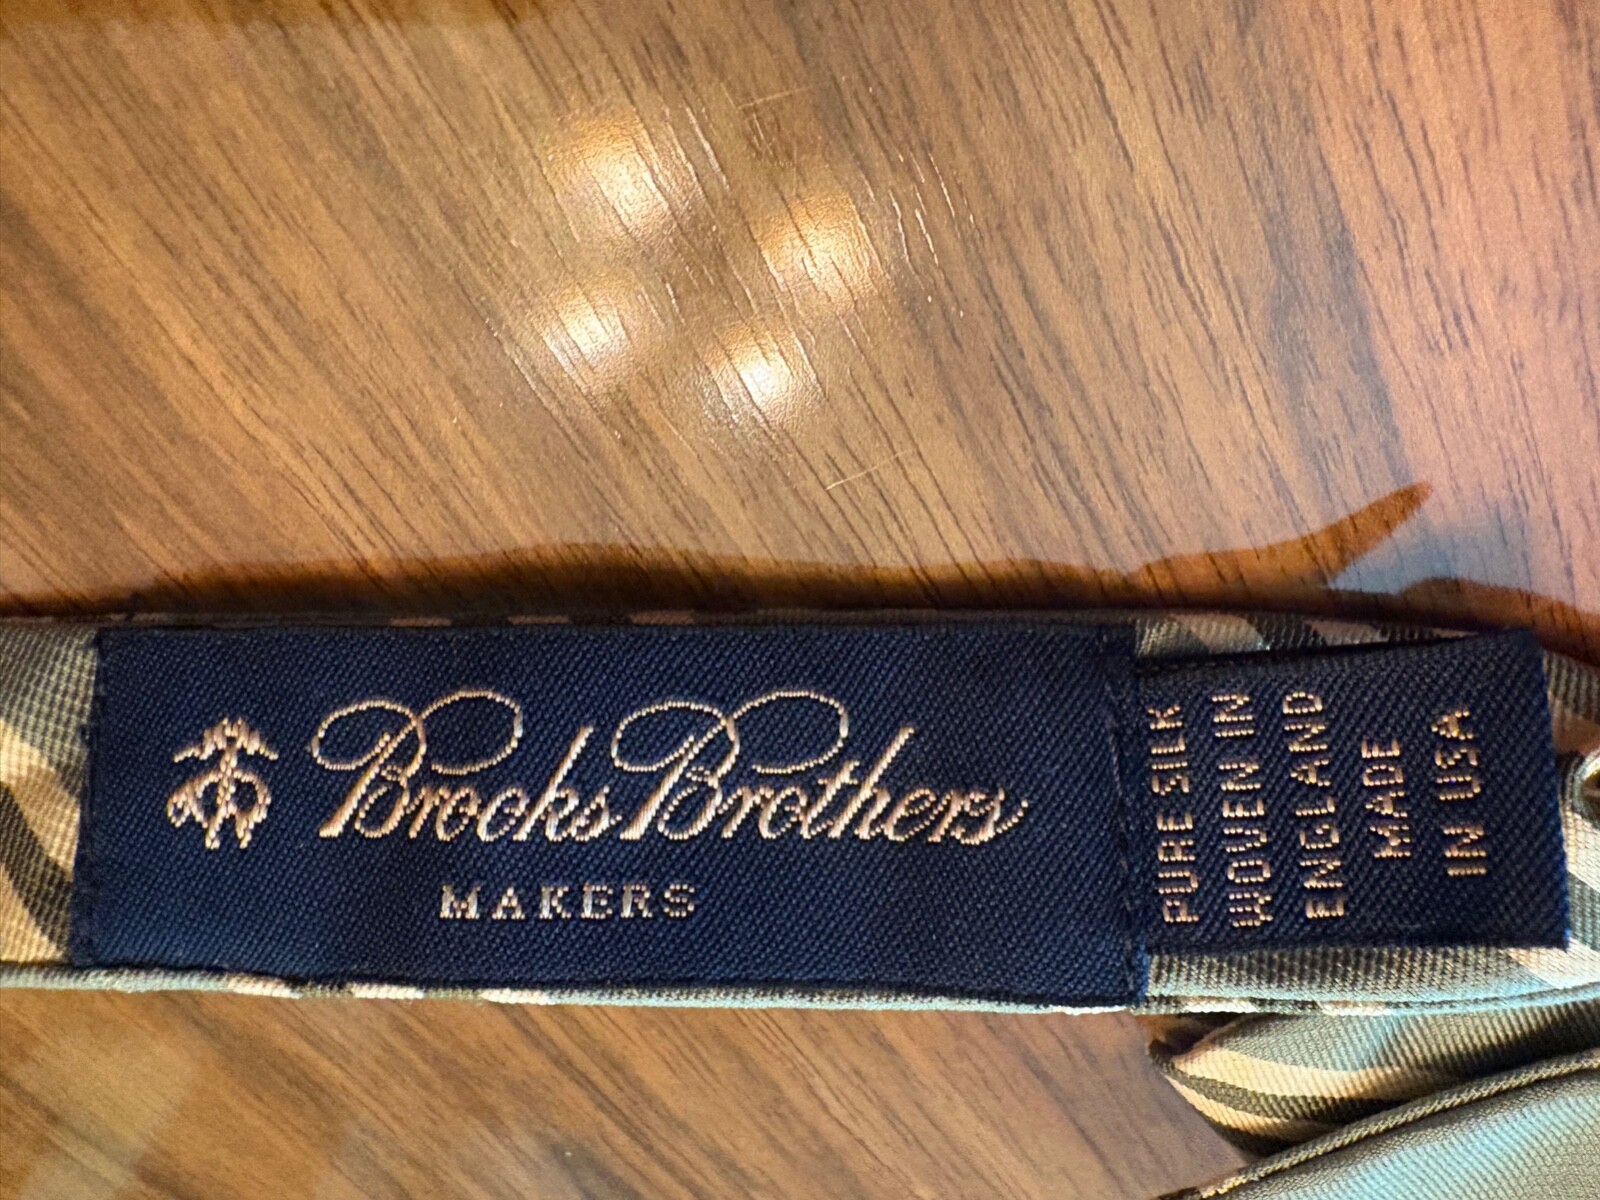 Brooks Brothers
MAKERS
PURE SILK
WOVEN IN
ENGLAND
MADE
IN USA